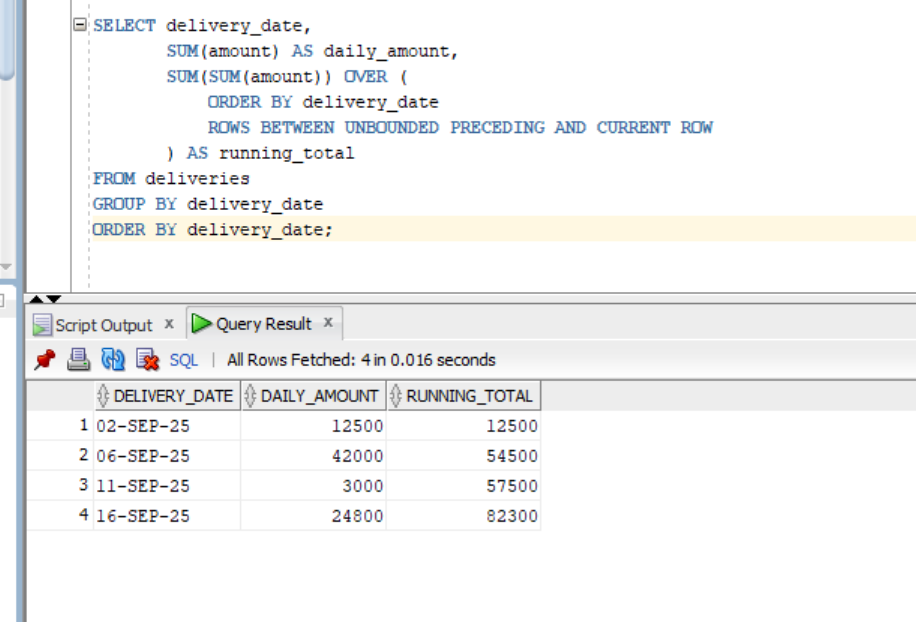 SELECT delivery_date,
SUM(amount) AS daily_amount,
SUM(SUM(amount)) OVER (
ORDER BY delivery_date
ROWS BETWEEN UNBOUNDED PRECEDING AND CURRENT ROW
) AS running_total
FROM deliveries
GROUP BY delivery_date
ORDER BY delivery_date;
Script Output x Query Result x
SQL | All Rows Fetched: 4 in 0.016 seconds
DELIVERY_DATE DAILY_AMOUNT RUNNING_TOTAL
1 02-SEP-25 12500 12500
2 06-SEP-25 42000 54500
3 11-SEP-25 3000 57500
4 16-SEP-25 24800 82300